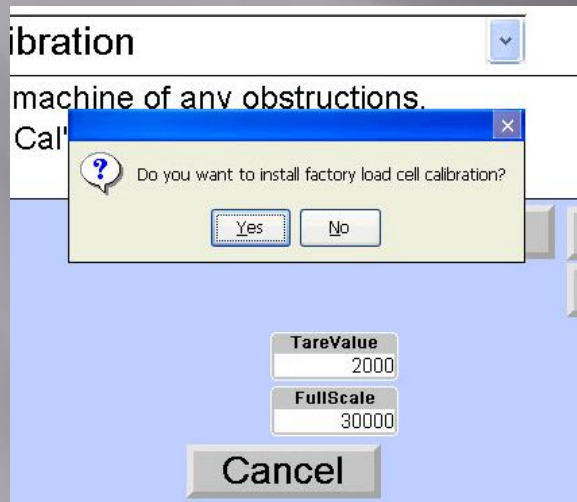 ibration
machine of any obstructions.
Cal'
Do you want to install factory load cell calibration?
Yes
No
TareValue
2000
FullScale
30000
Cancel